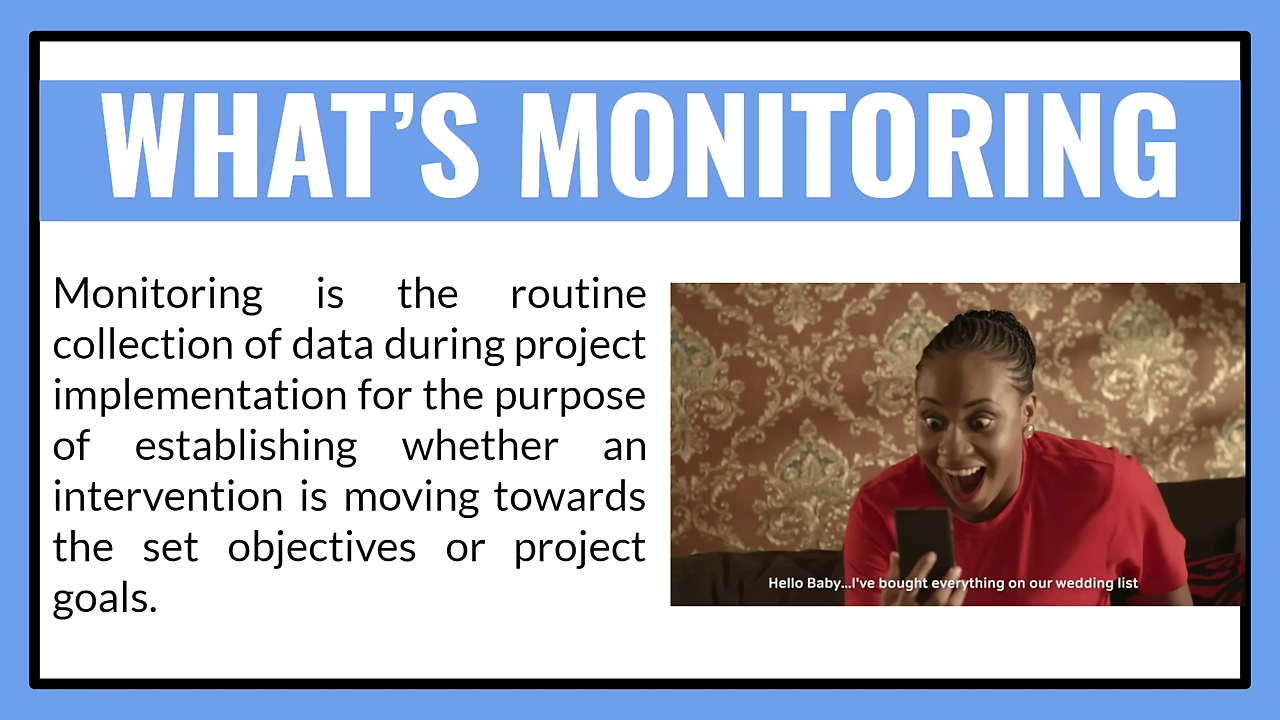 WHAT’S MONITORING
Monitoring is the routine
collection of data during project
implementation for the purpose
of establishing whether an
intervention is moving towards
the set objectives or project
goals.
Hello Baby...I've bought everything on our wedding list